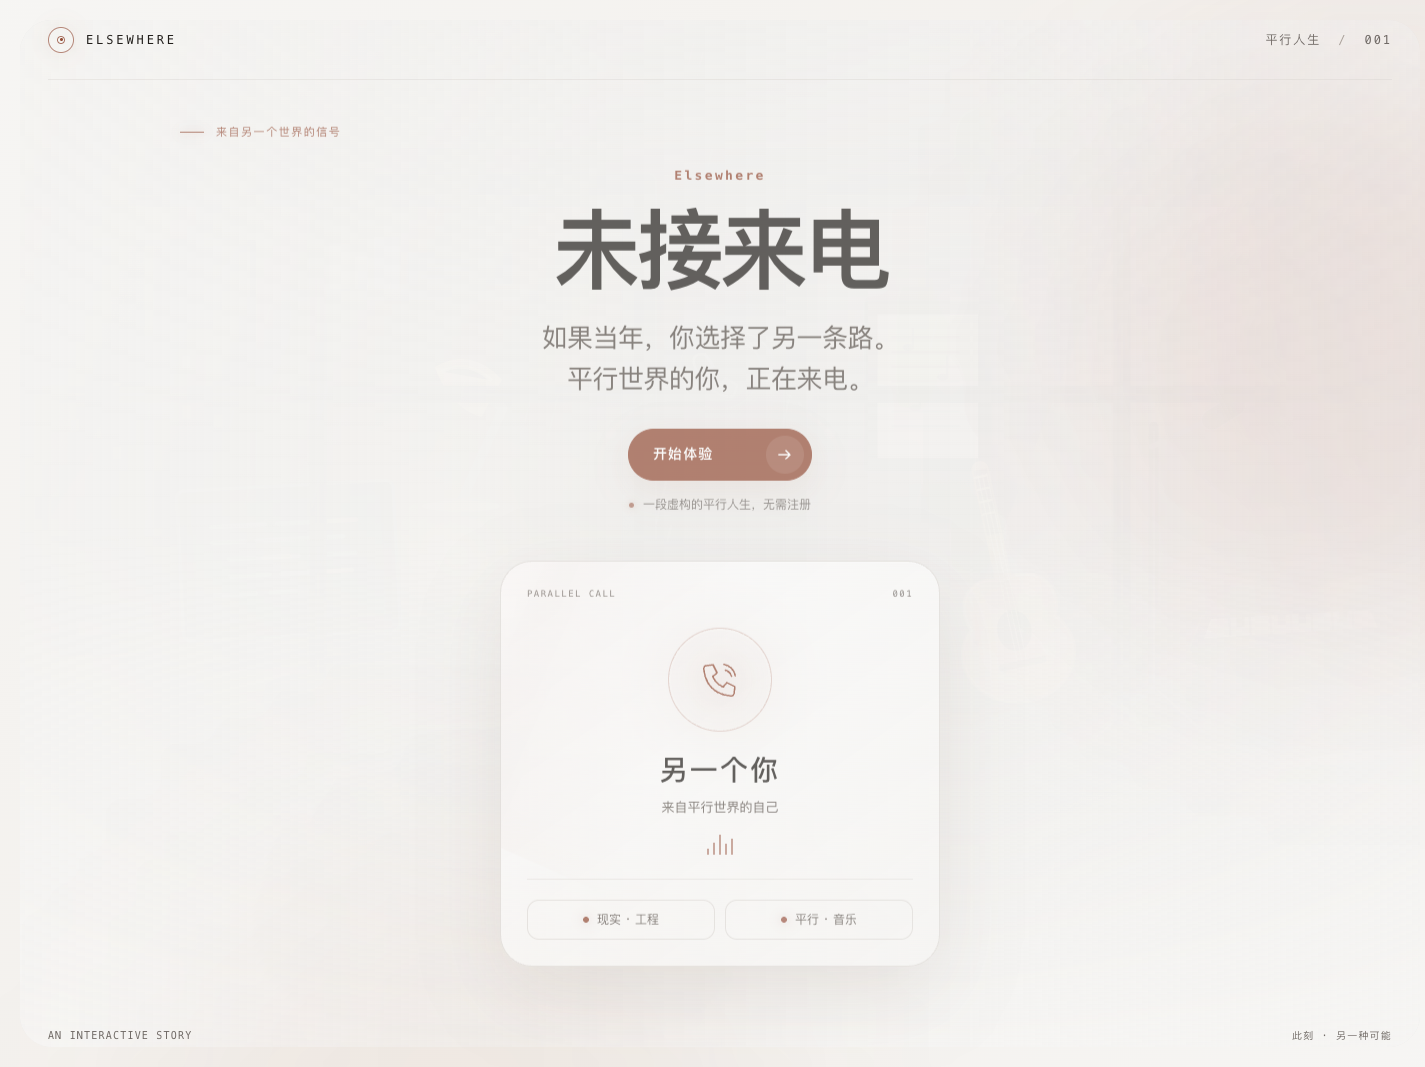 ELSEWHERE
平行人生 / 001
来自另一个世界的信号
Elsewhere
未接来电
如果当年，你选择了另一条路。
平行世界的你，正在来电。
开始体验
一段虚构的平行人生，无需注册
PARALLEL CALL 001
另一个你
来自平行世界的自己
现实 · 工程
平行 · 音乐
AN INTERACTIVE STORY
此刻 · 另一种可能